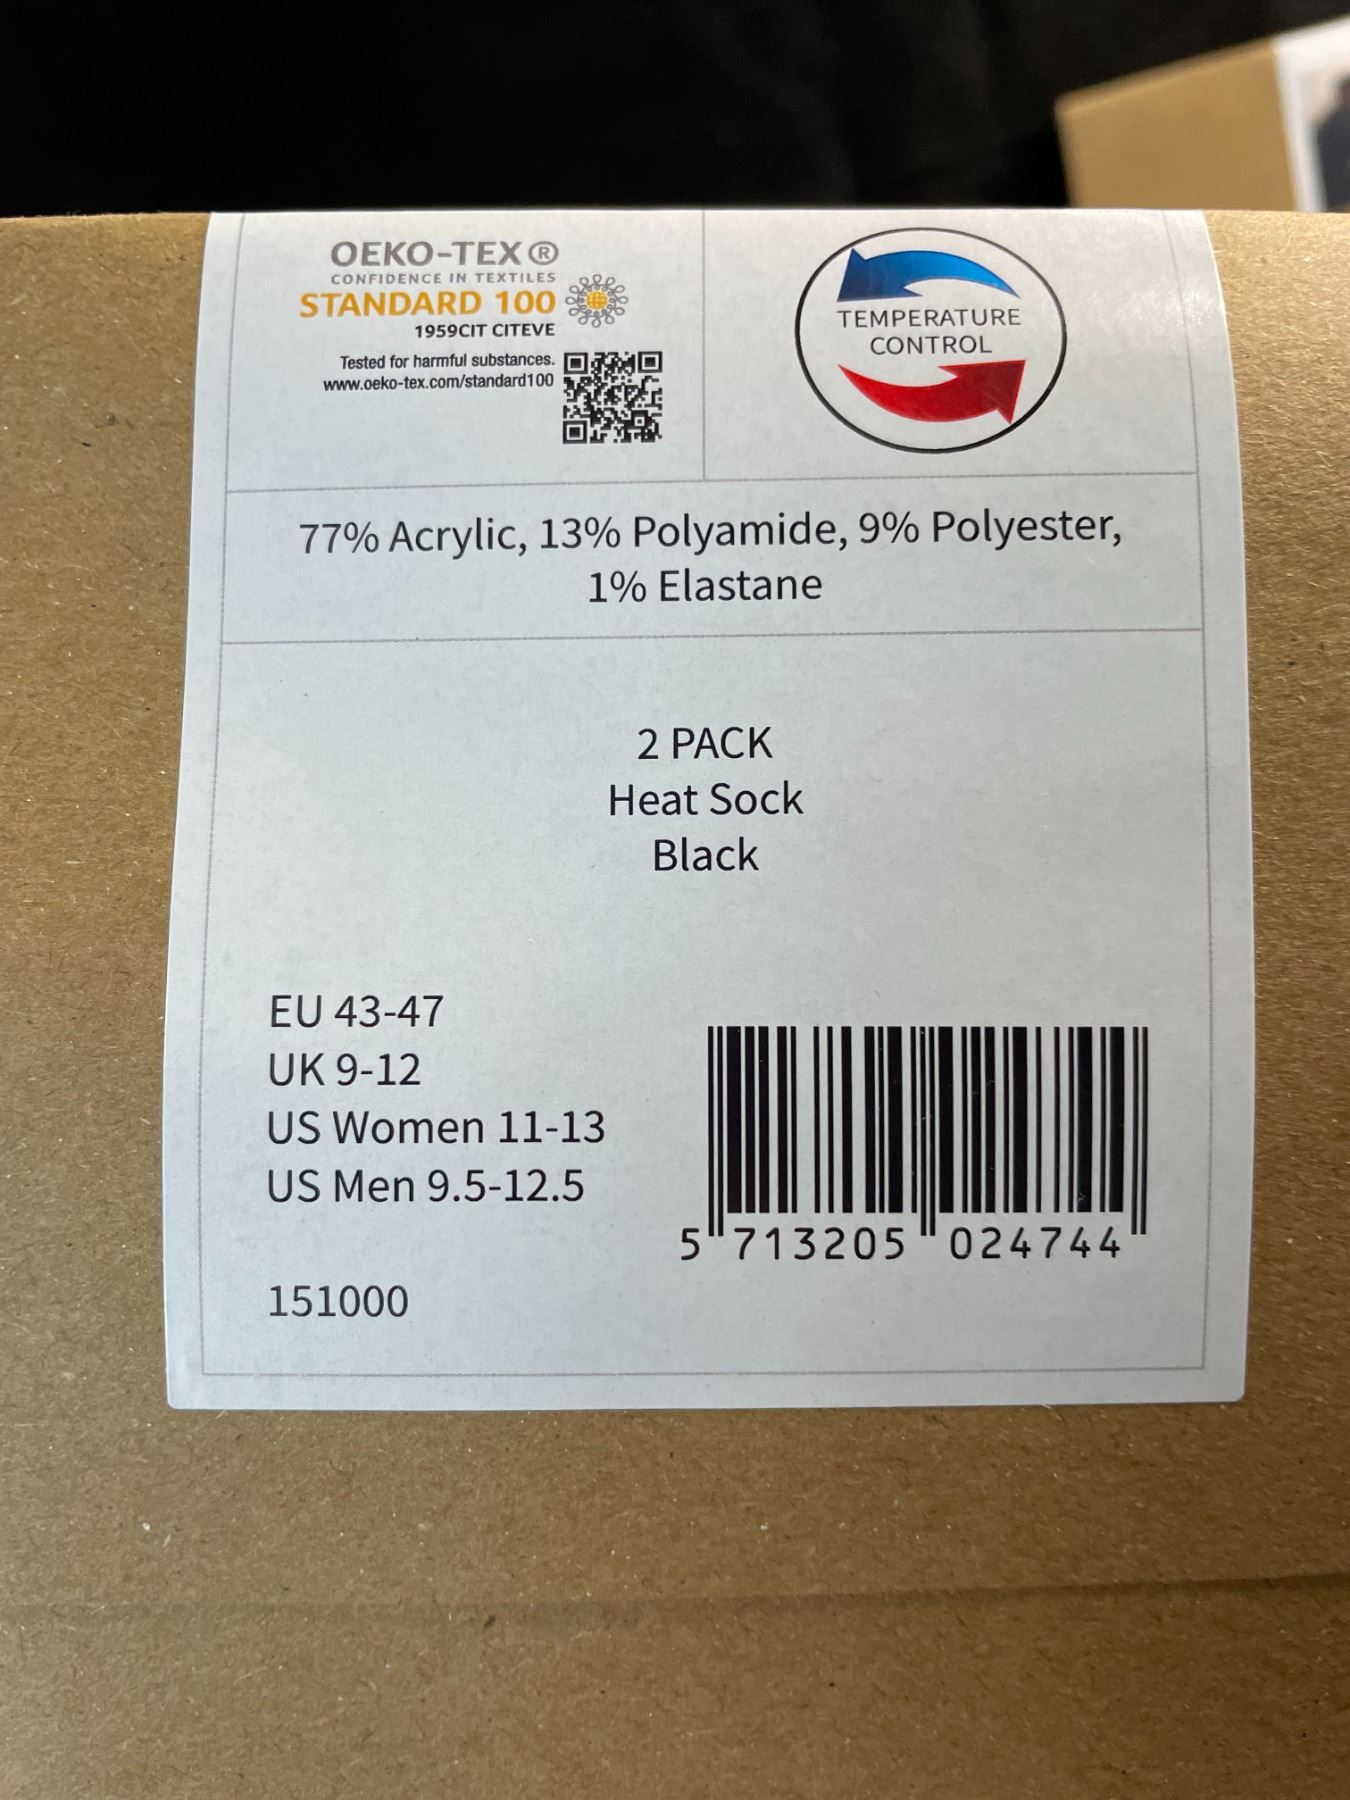 OEKO-TEX®
CONFIDENCE IN TEXTILES
STANDARD 100
1959CIT CITEVE
Tested for harmful substances.
www.oeko-tex.com/standard100
TEMPERATURE
CONTROL
77% Acrylic, 13% Polyamide, 9% Polyester,
1% Elastane
2 PACK
Heat Sock
Black
EU 43-47
UK 9-12
US Women 11-13
US Men 9.5-12.5
5 713205 024744
151000